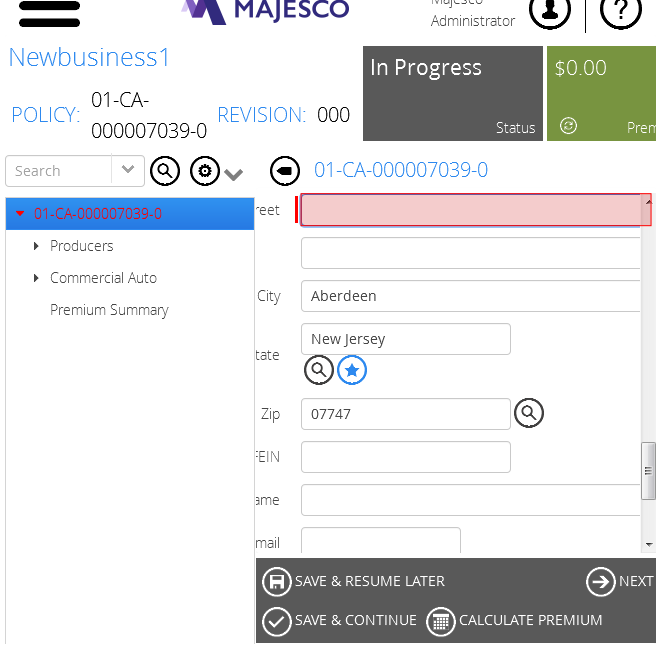 MAJESCO
Majesco
Administrator
?
Newbusiness1
POLICY: 01-CA-000007039-0
REVISION: 000
In Progress
Status
$0.00
Prem
Search
01-CA-000007039-0
01-CA-000007039-0
Producers
Commercial Auto
Premium Summary
reet
City Aberdeen
tate New Jersey
Zip 07747
FEIN
ame
mail
SAVE & RESUME LATER
NEXT
SAVE & CONTINUE
CALCULATE PREMIUM